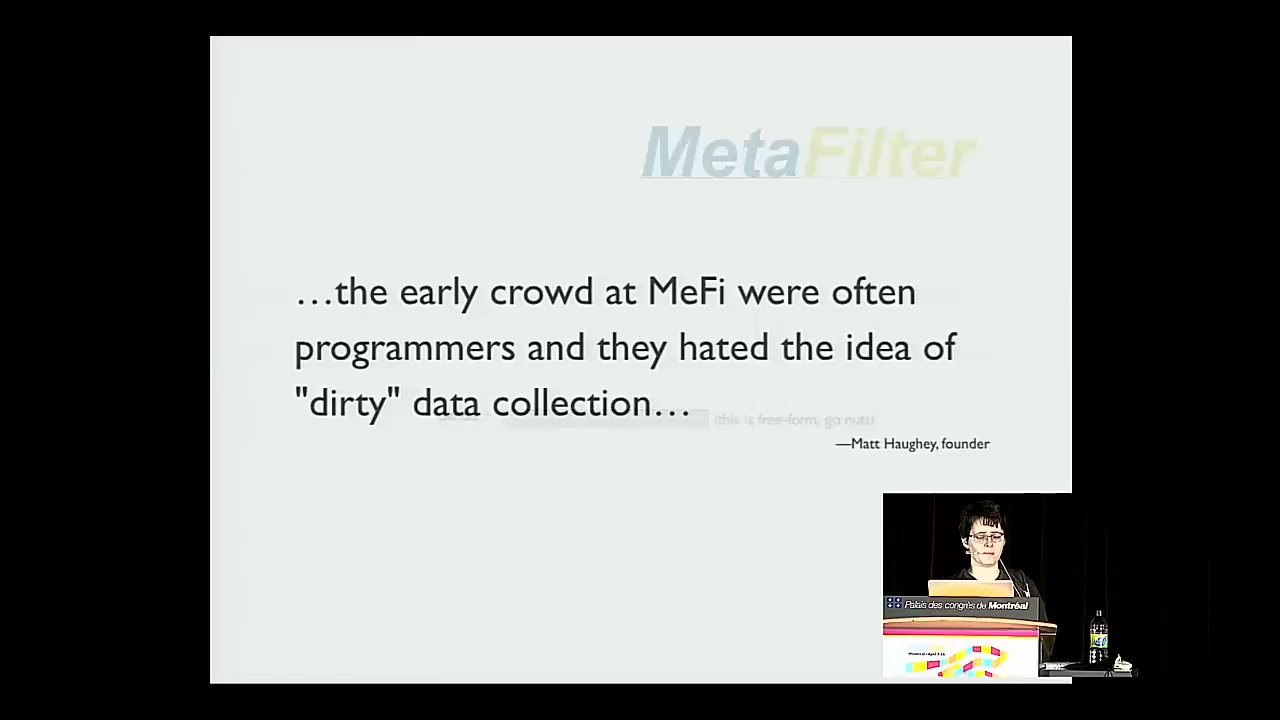 MetaFilter
…the early crowd at MeFi were often
programmers and they hated the idea of
"dirty" data collection…
(this is free-form, go nuts)
—Matt Haughey, founder
Palais des congrès de Montréal